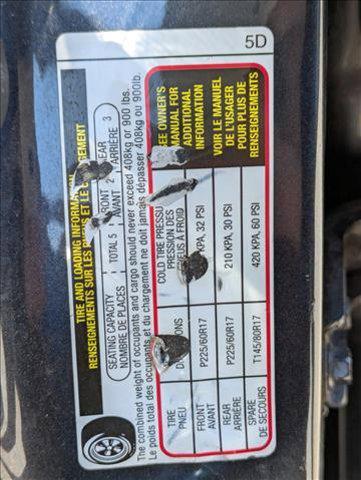 5D
TIRE AND LOADING INFORMATION
RENSEIGNEMENTS SUR LES ET LE
SEATING CAPACITY TOTAL 5 FRONT 2 REAR 3
NOMBRE DE PLACES AVANT ARRIÈRE
The combined weight of occupants and cargo should never exceed 408kg or 900 lbs.
Le poids total des occupants et du chargement ne doit jamais dépasser 408kg ou 900lb.
TIRE
PNEU
COLD TIRE
PRESSION DES
PNEUS À FROID
SEE OWNER'S
MANUAL FOR
ADDITIONAL
INFORMATION
VOIR LE MANUEL
DE L'USAGER
POUR PLUS DE
RENSEIGNEMENTS
FRONT
AVANT
P225/60R17
KPA, 32 PSI
REAR
ARRIÈRE
P225/60R17
210 KPA, 30 PSI
SPARE
DE SECOURS
T145/80R17
420 KPA, 60 PSI